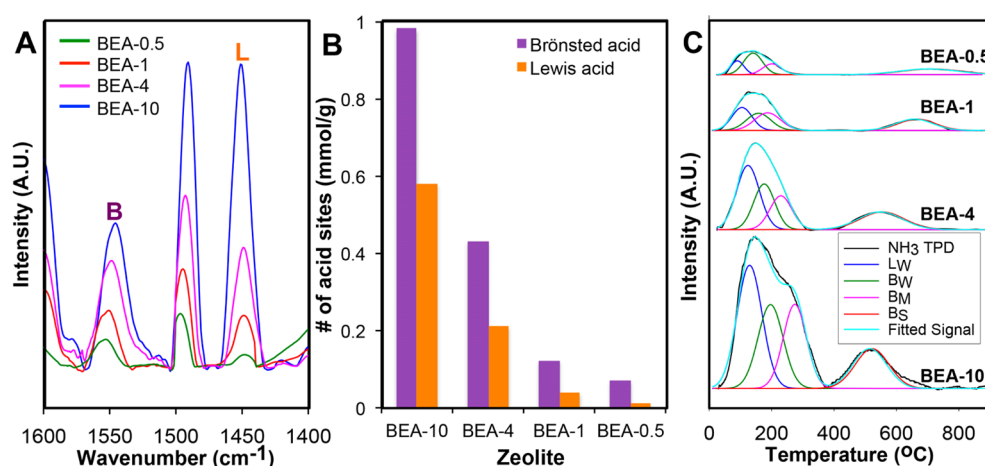 A
BEA-0.5
BEA-1
BEA-4
BEA-10
L
B
Intensity (A.U.)
1600 1550 1500 1450 1400
Wavenumber (cm-1)
B
Brönsted acid
Lewis acid
# of acid sites (mmol/g)
1
0.8
0.6
0.4
0.2
0
BEA-10 BEA-4 BEA-1 BEA-0.5
Zeolite
C
BEA-0.5
BEA-1
BEA-4
NH3 TPD
LW
BW
BM
BS
Fitted Signal
BEA-10
Intensity (A.U.)
0 200 400 600 800
Temperature (ºC)